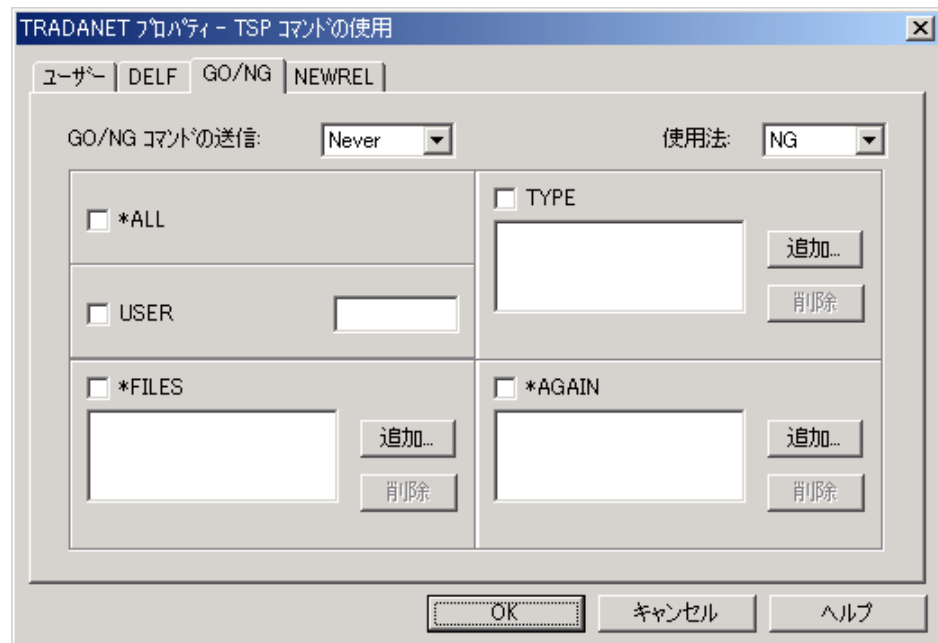 TRADANET プロパティ - TSP コマンドの使用
ユーザー DELF GO/NG NEWREL
GO/NG コマンドの送信: Never 使用法: NG
*ALL
USER
TYPE
追加...
削除
*FILES
追加...
削除
*AGAIN
追加...
削除
OK キャンセル ヘルプ